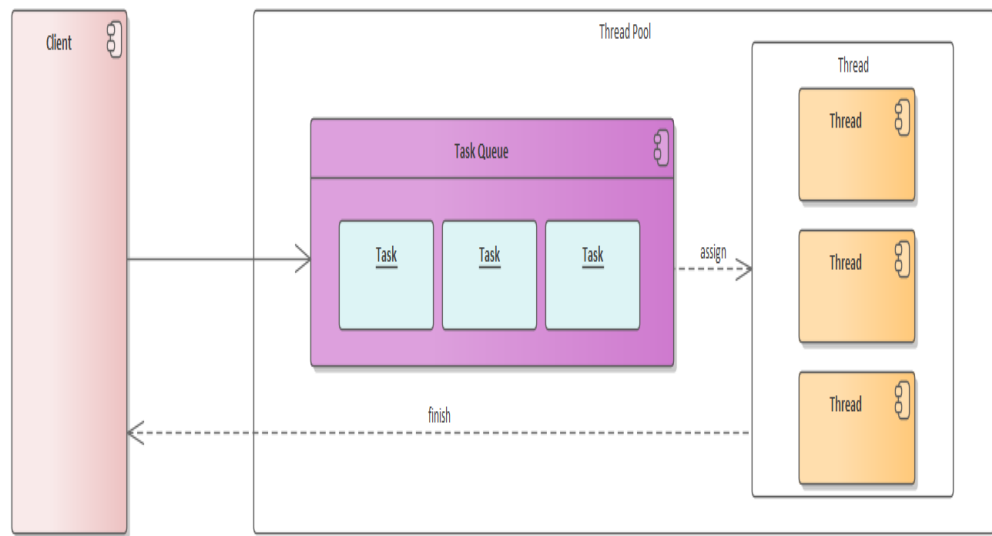 Client
Thread Pool
Thread
Thread
Task Queue
Task Task Task
assign
Thread
finish
Thread